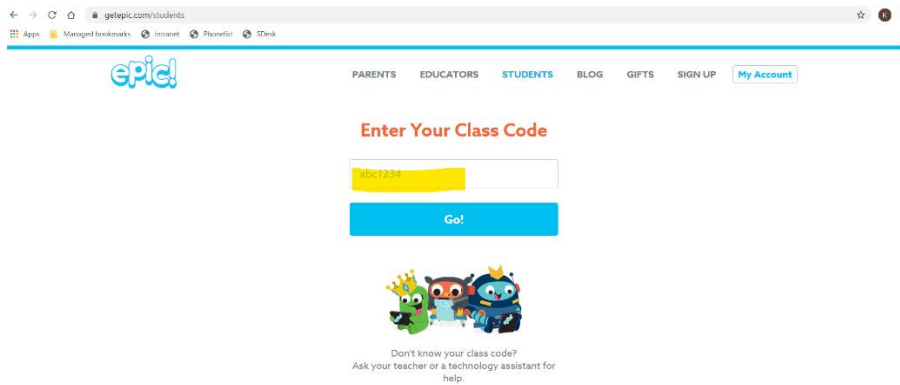 getepic.com/students
K
Apps Managed bookmarks Intranet Phonelist SDesk
epic! PARENTS EDUCATORS STUDENTS BLOG GIFTS SIGN UP My Account
Enter Your Class Code
abc1234
Go!
Don't know your class code?
Ask your teacher or a technology assistant for
help.